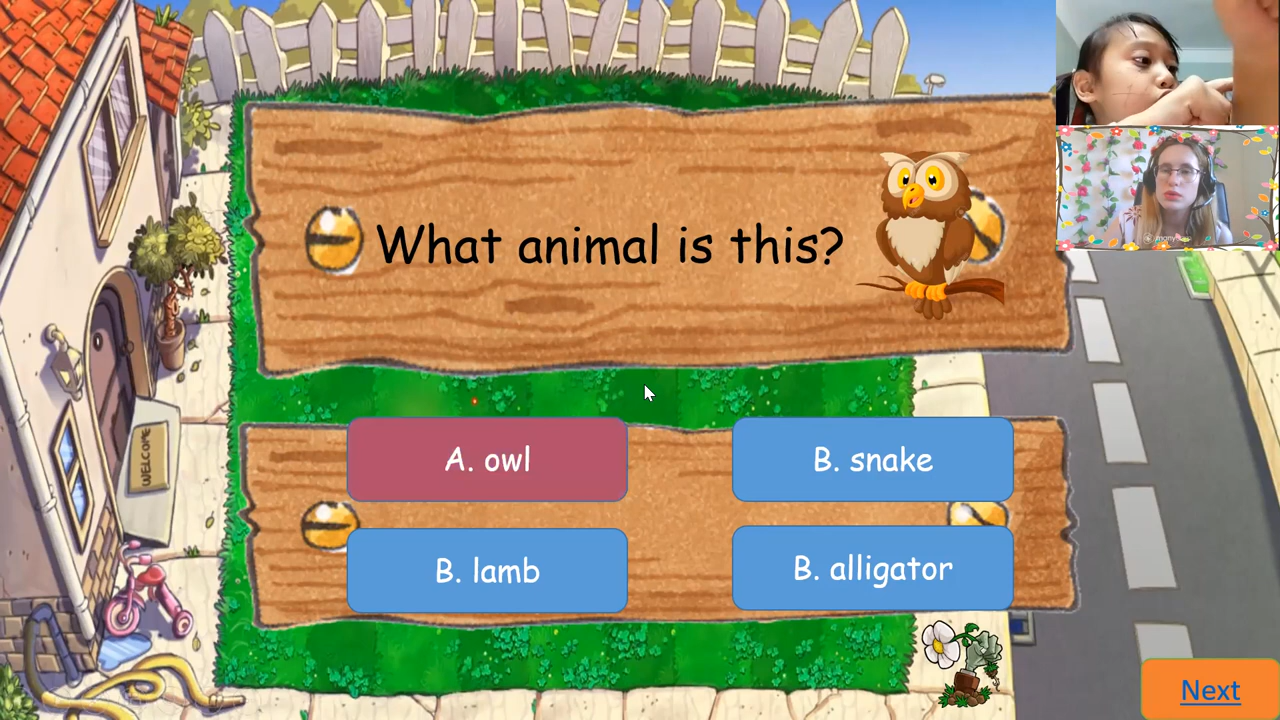 What animal is this?
A. owl
B. snake
B. lamb
B. alligator
WELCOME
Next